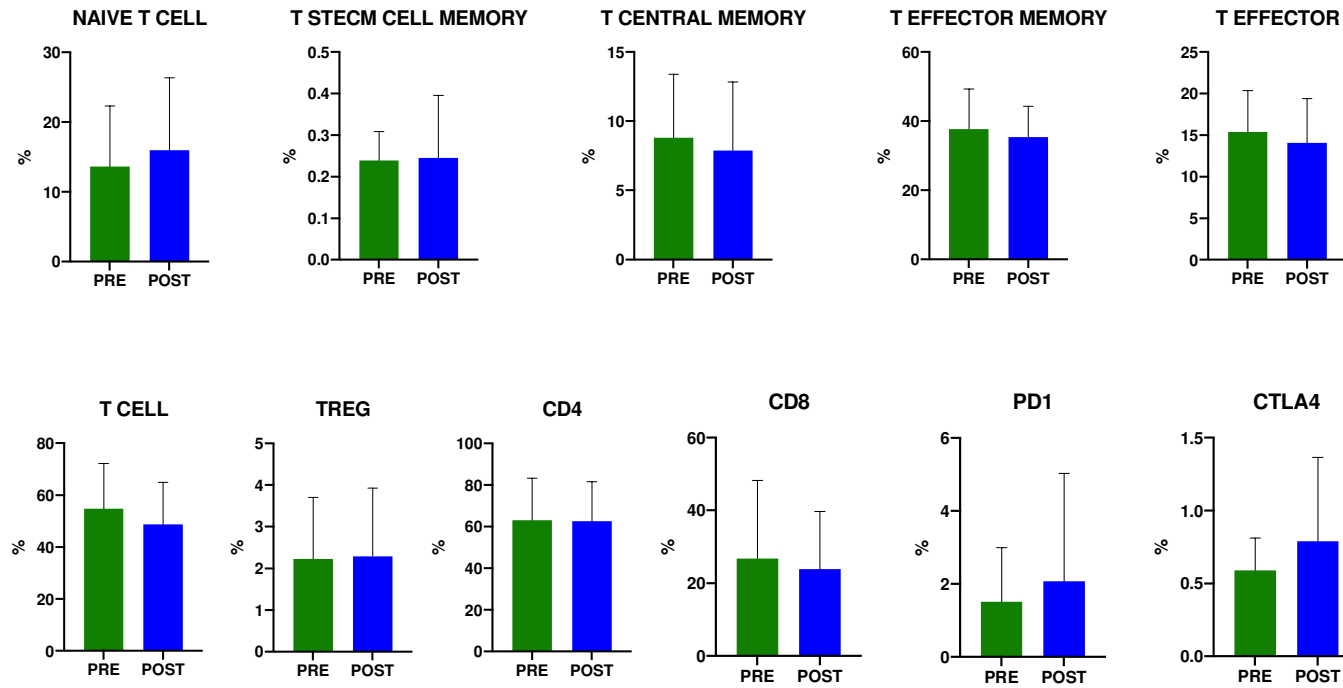 NAIVE T CELL
30
20
10
0
%
PRE POST
T STECM CELL MEMORY
0.5
0.4
0.3
0.2
0.1
0.0
%
PRE POST
T CENTRAL MEMORY
15
10
5
0
%
PRE POST
T EFFECTOR MEMORY
60
40
20
0
%
PRE POST
T EFFECTOR
25
20
15
10
5
0
%
PRE POST
T CELL
80
60
40
20
0
%
PRE POST
TREG
5
4
3
2
1
0
%
PRE POST
CD4
100
80
60
40
20
0
%
PRE POST
CD8
60
40
20
0
%
PRE POST
PD1
6
4
2
0
%
PRE POST
CTLA4
1.5
1.0
0.5
0.0
%
PRE POST